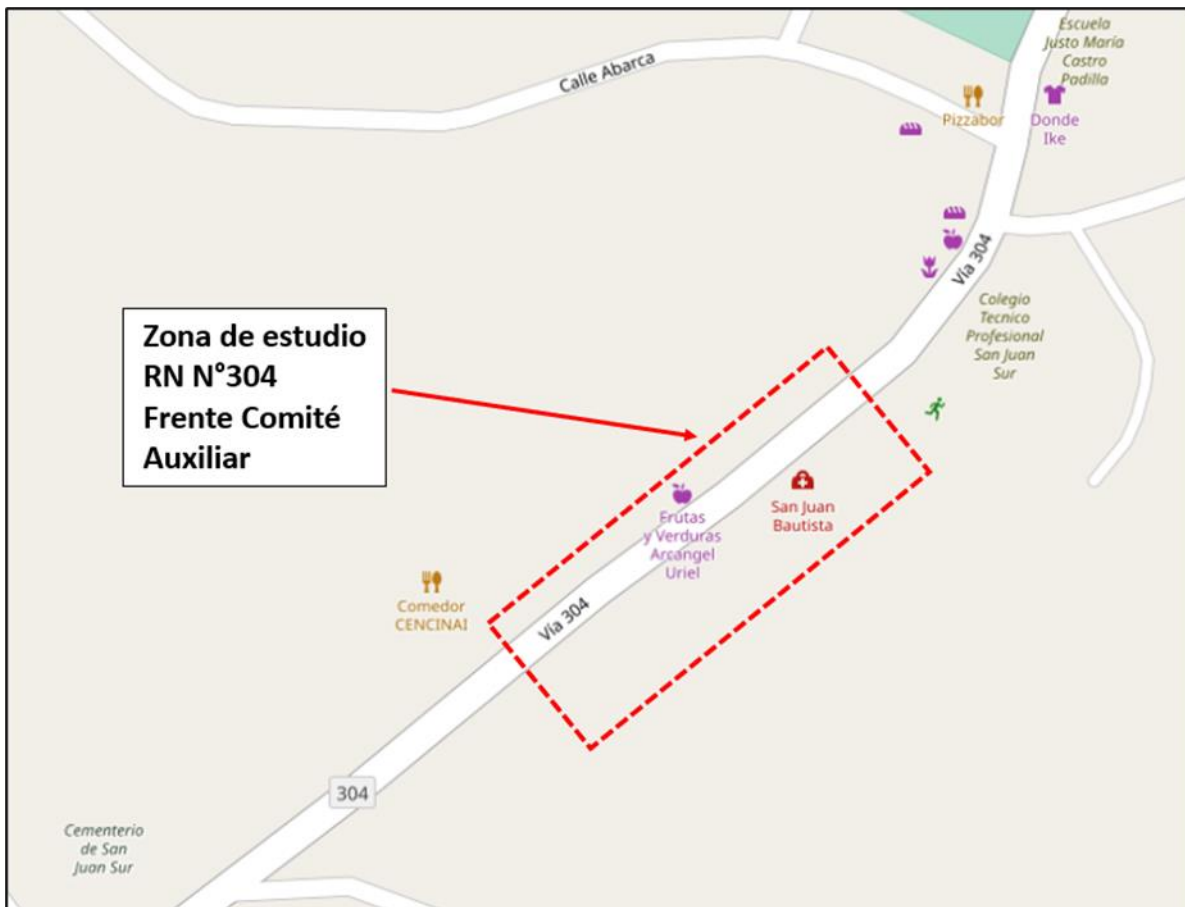 Escuela
Justo María
Castro
Padilla
Calle Abarca
Pizzabor
Donde
Ike
Vía 304
Colegio
Tecnico
Profesional
San Juan
Sur
Zona de estudio
RN N°304
Frente Comité
Auxiliar
Frutas
y Verduras
Arcangel
Uriel
San Juan
Bautista
Comedor
CENCINAI
Vía 304
304
Cementerio
de San
Juan Sur